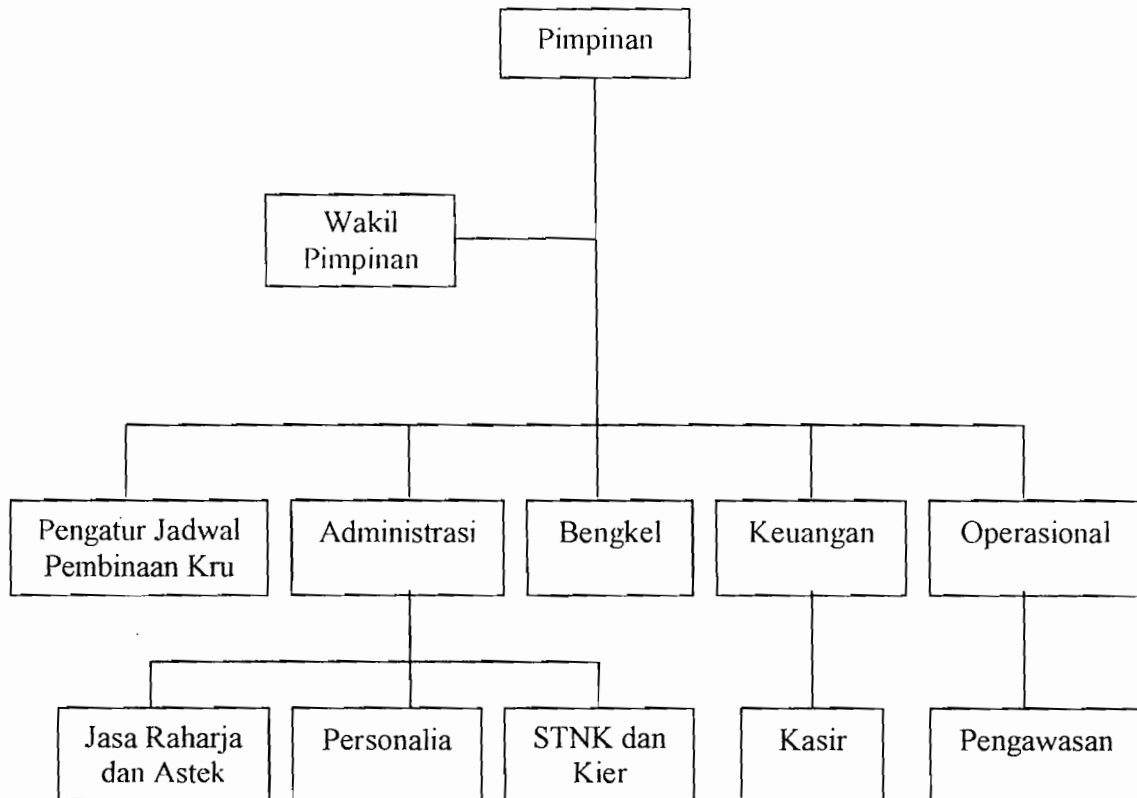 Pimpinan
Wakil
Pimpinan
Pengatur Jadwal
Pembinaan Kru
Administrasi
Bengkel
Keuangan
Operasional
Jasa Raharja
dan Astek
Personalia
STNK dan
Kier
Kasir
Pengawasan